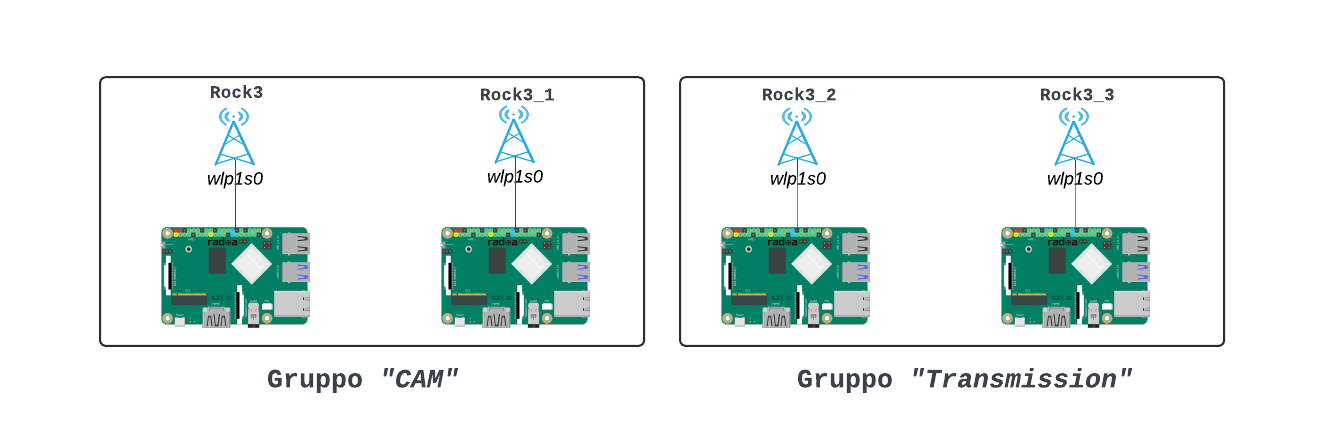 Rock3
Rock3_1
Rock3_2
Rock3_3
wlp1s0
wlp1s0
wlp1s0
wlp1s0
radxa
radxa
radxa
radxa
Gruppo "CAM"
Gruppo "Transmission"